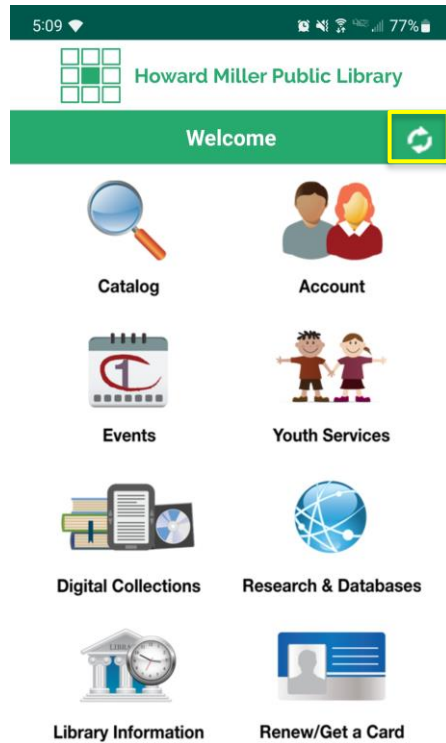 5:09 77%
Howard Miller Public Library
Welcome
Catalog Account
1
Events Youth Services
Digital Collections Research & Databases
Library Information Renew/Get a Card